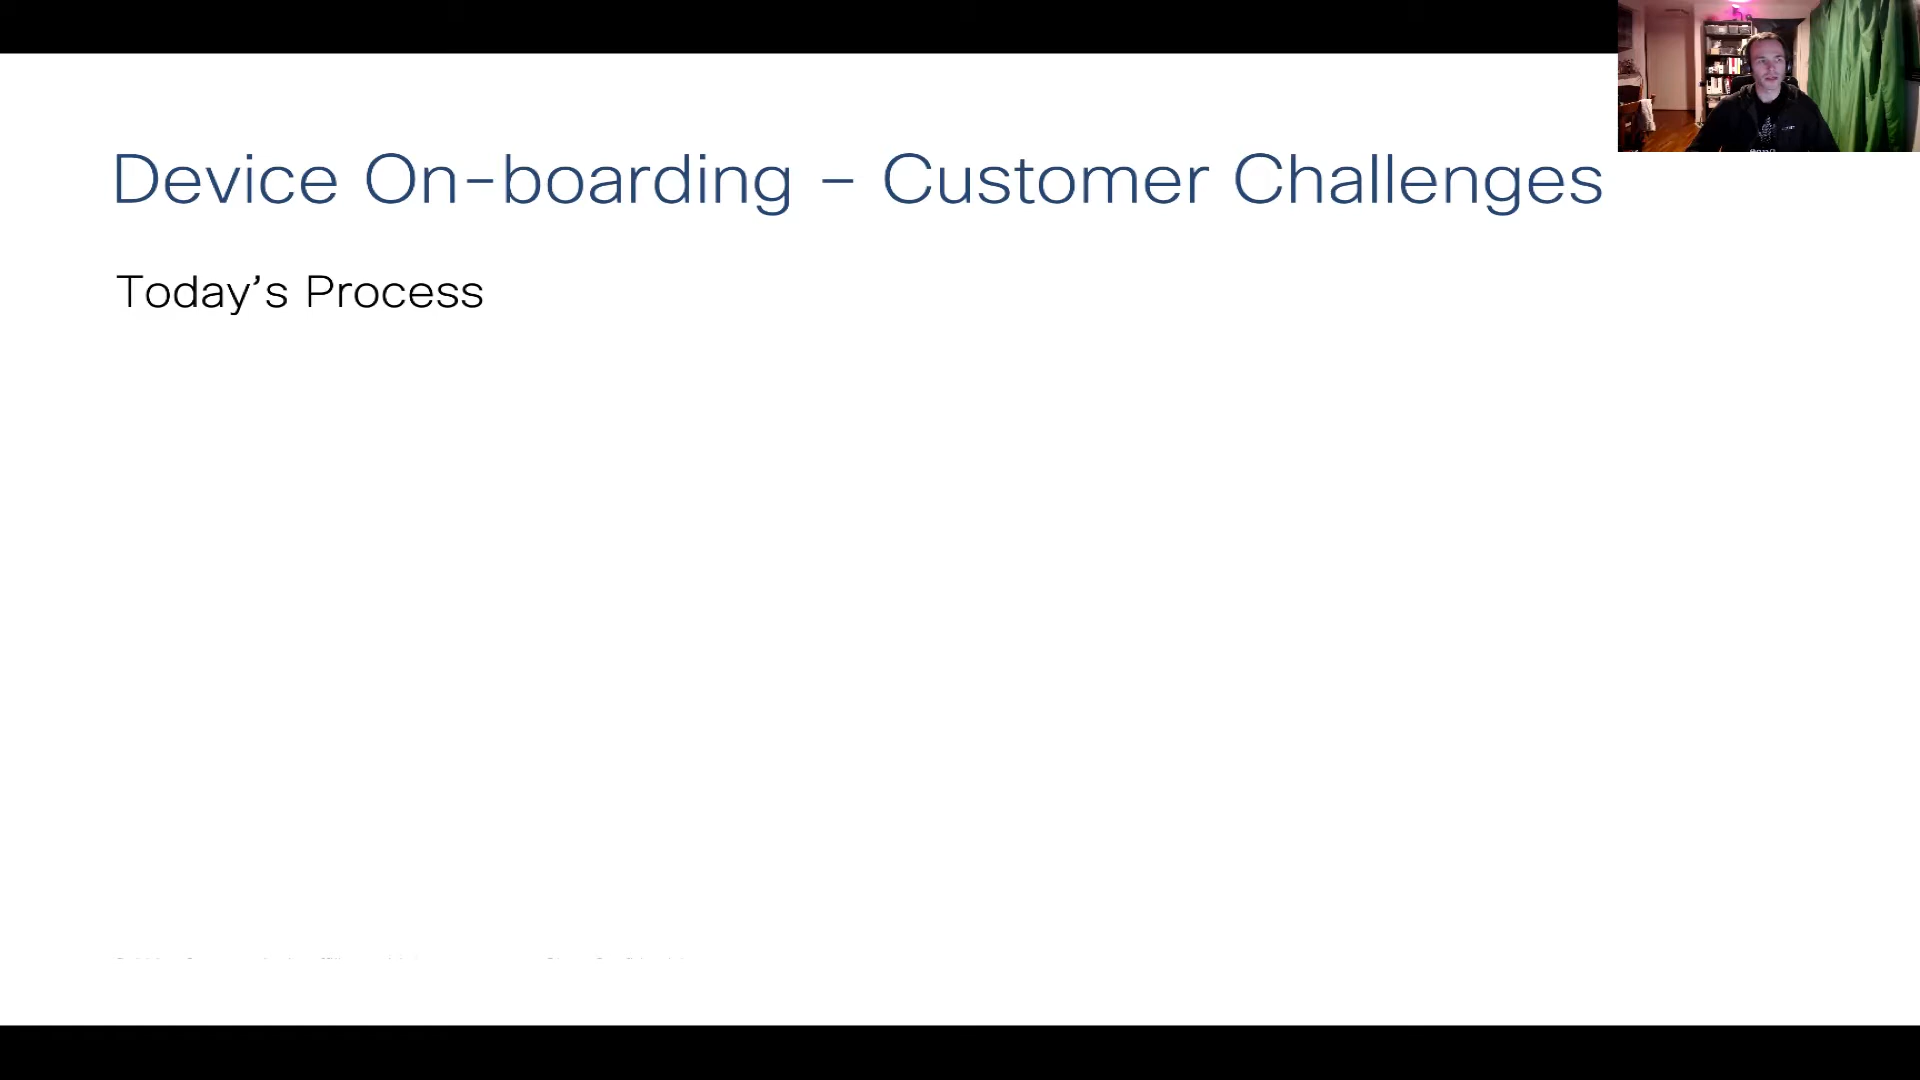 Device On-boarding – Customer Challenges
Today’s Process